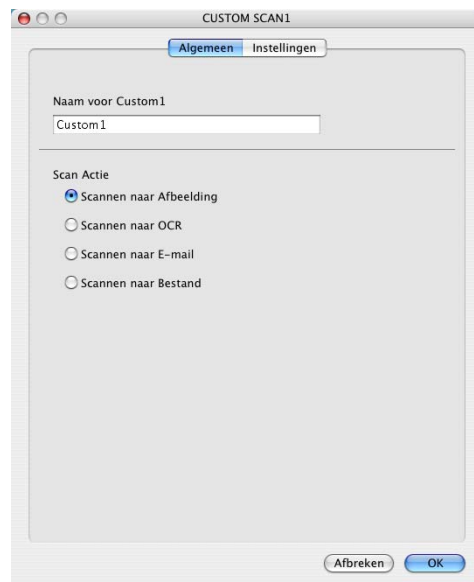 CUSTOM SCAN1
Algemeen Instellingen
Naam voor Custom1
Custom1
Scan Actie
Scannen naar Afbeelding
Scannen naar OCR
Scannen naar E-mail
Scannen naar Bestand
Afbreken OK